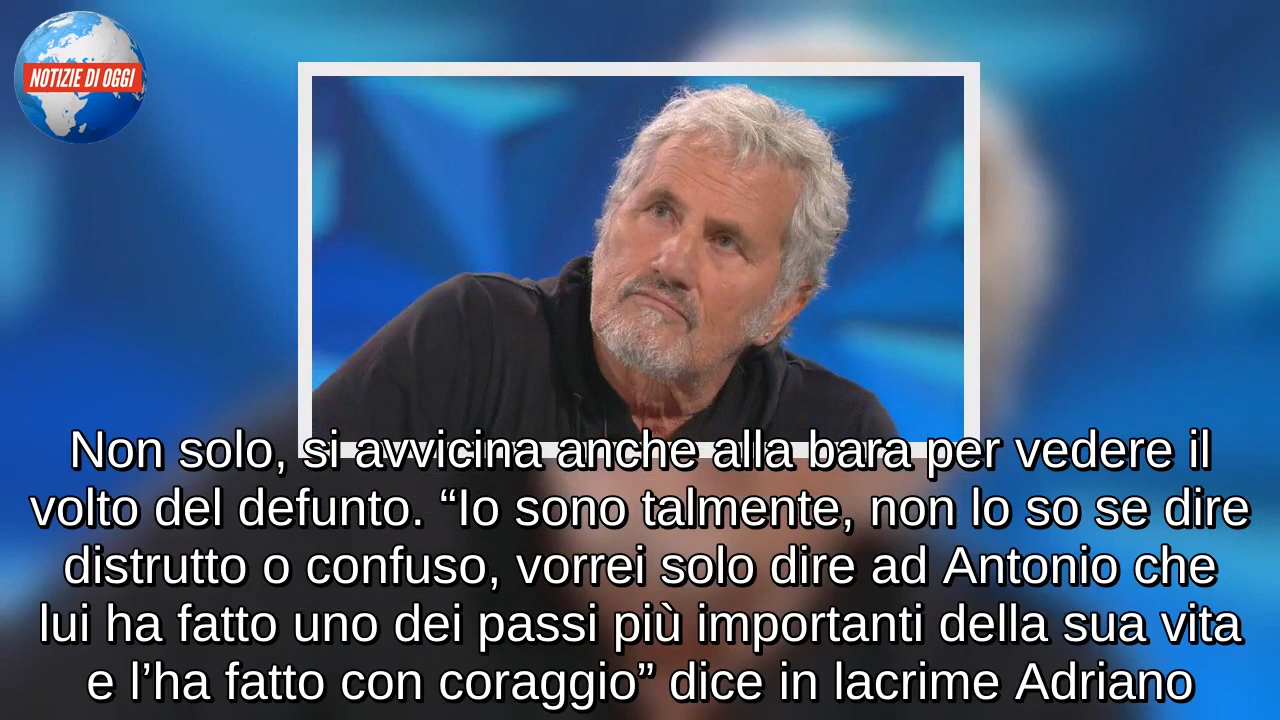 NOTIZIE DI OGGI
Non solo, si avvicina anche alla bara per vedere il
volto del defunto. “Io sono talmente, non lo so se dire
distrutto o confuso, vorrei solo dire ad Antonio che
lui ha fatto uno dei passi più importanti della sua vita
e l’ha fatto con coraggio” dice in lacrime Adriano